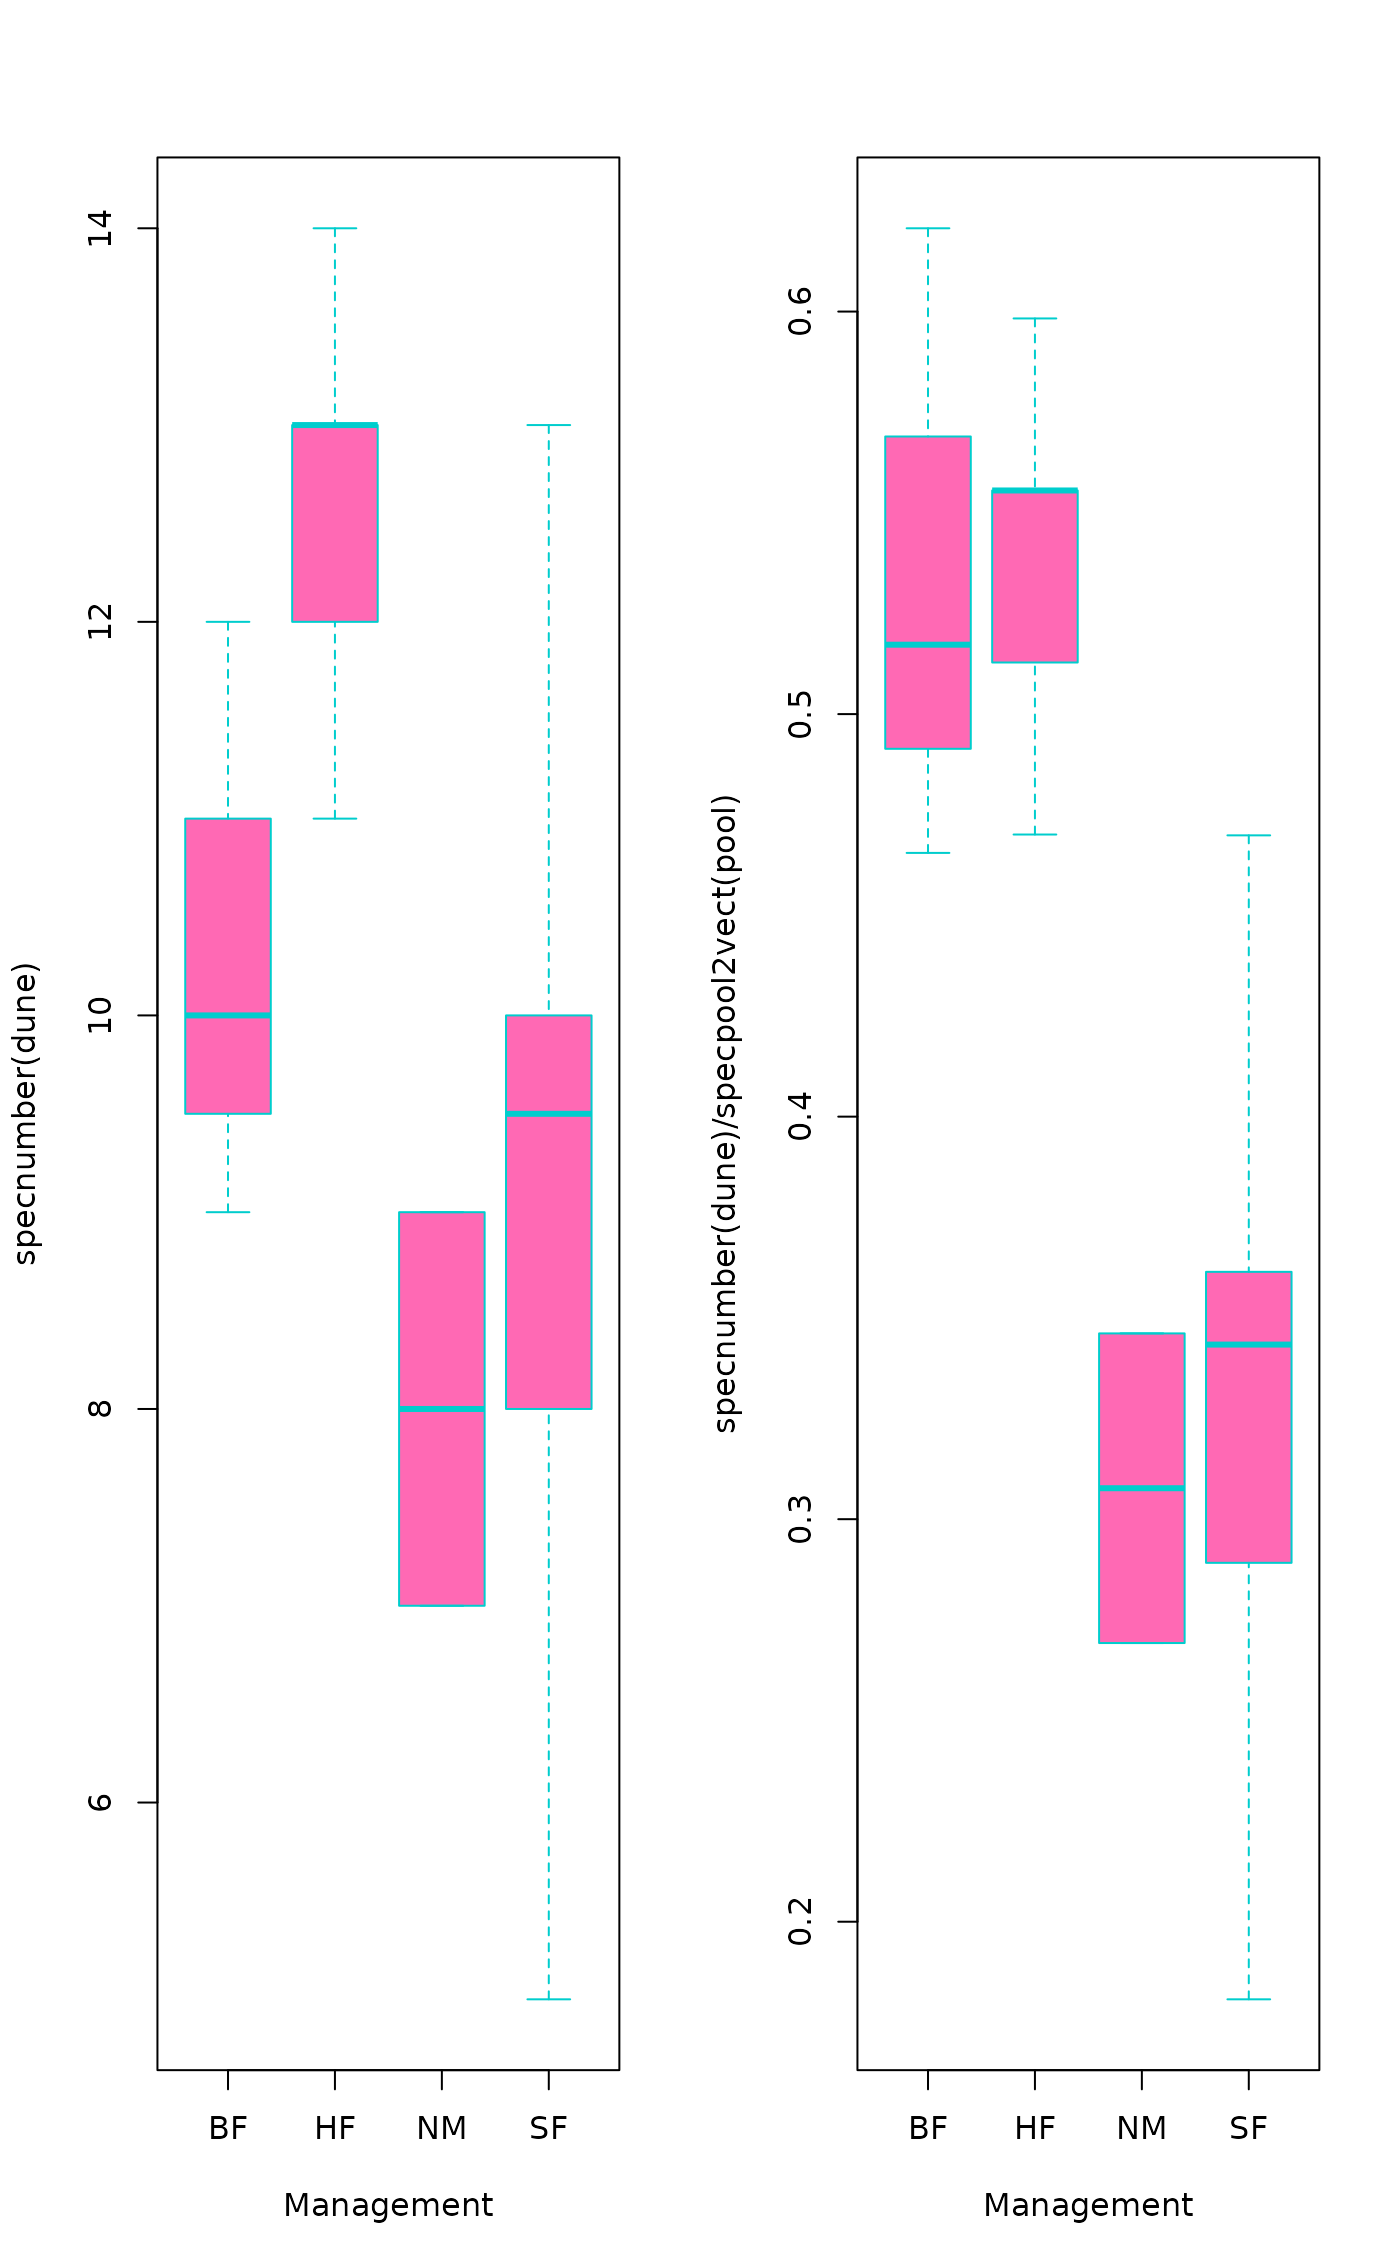 specnumber(dune)
14
12
10
8
6
BF HF NM SF
Management
specnumber(dune)/specpool2vect(pool)
0.6
0.5
0.4
0.3
0.2
BF HF NM SF
Management